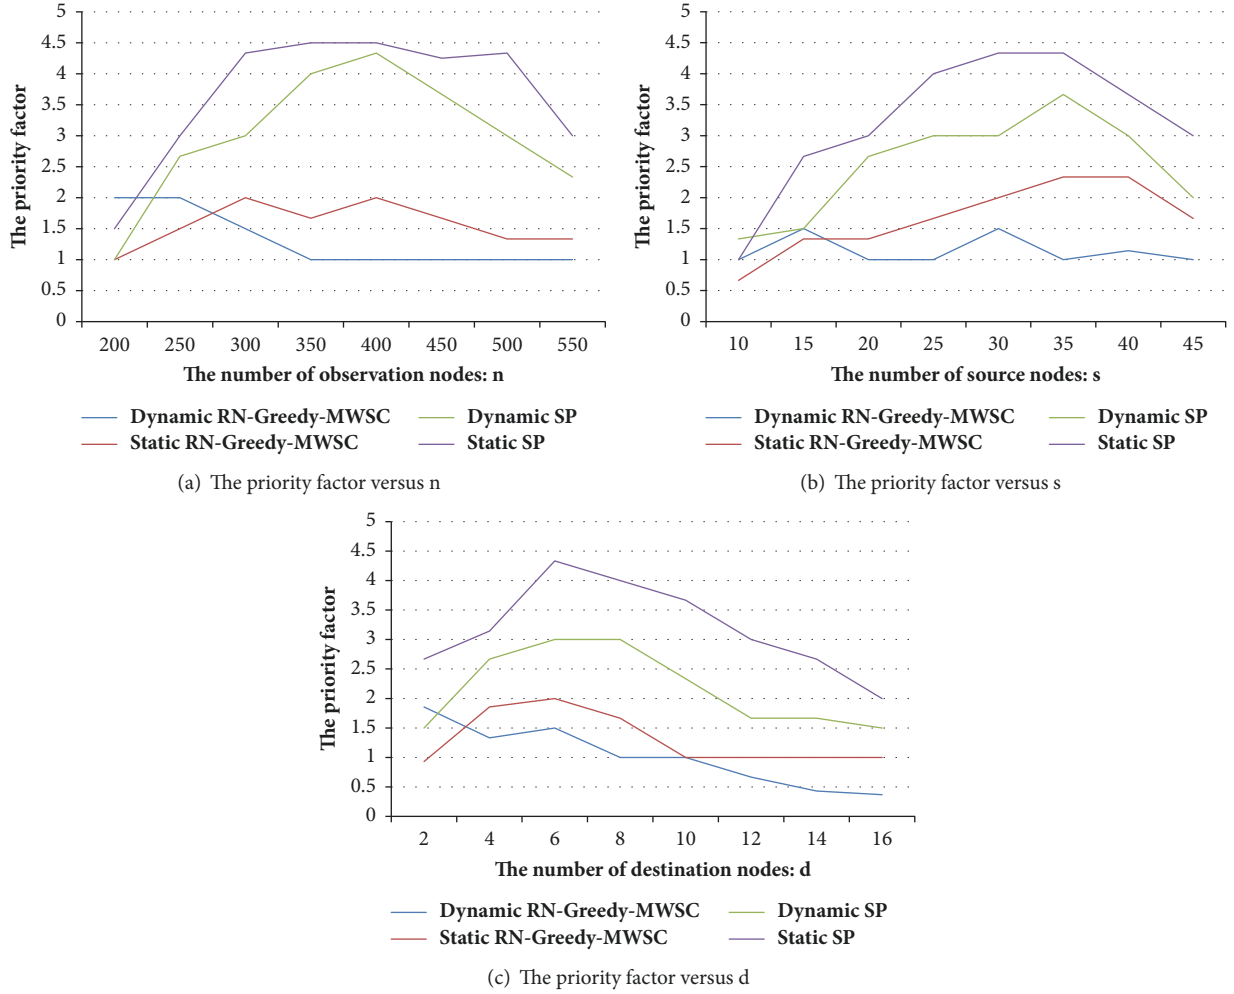 5
4.5
4
3.5
3
2.5
2
1.5
1
0.5
0
The priority factor
200 250 300 350 400 450 500 550
The number of observation nodes: n
Dynamic RN-Greedy-MWSC Dynamic SP
Static RN-Greedy-MWSC Static SP
(a) The priority factor versus n
5
4.5
4
3.5
3
2.5
2
1.5
1
0.5
0
The priority factor
10 15 20 25 30 35 40 45
The number of source nodes: s
Dynamic RN-Greedy-MWSC Dynamic SP
Static RN-Greedy-MWSC Static SP
(b) The priority factor versus s
5
4.5
4
3.5
3
2.5
2
1.5
1
0.5
0
The priority factor
2 4 6 8 10 12 14 16
The number of destination nodes: d
Dynamic RN-Greedy-MWSC Dynamic SP
Static RN-Greedy-MWSC Static SP
(c) The priority factor versus d